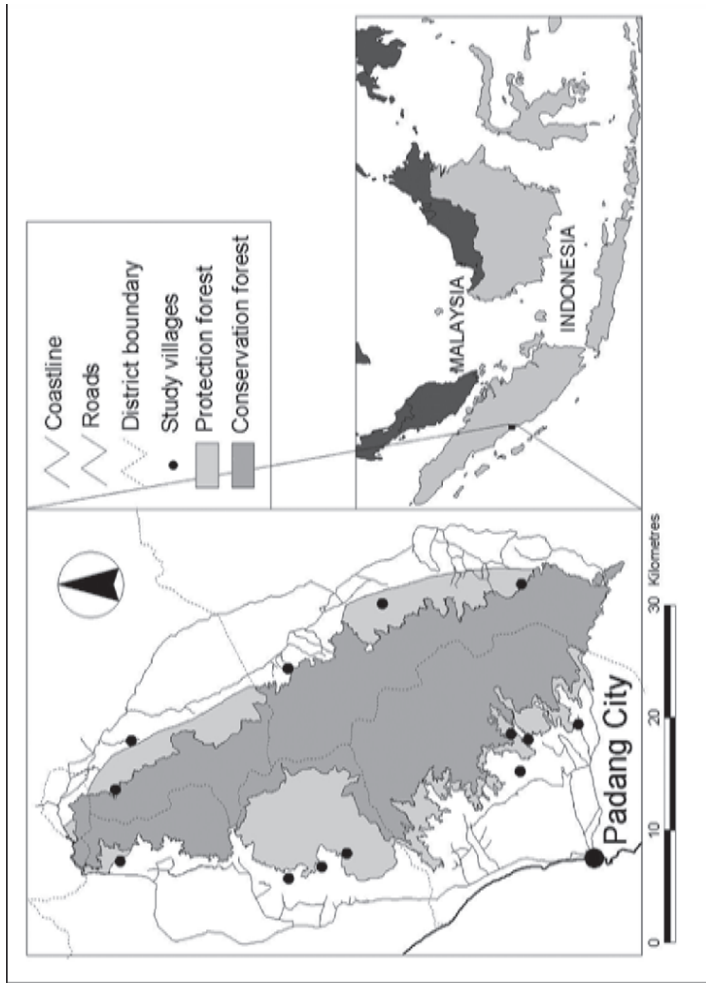 Coastline
Roads
District boundary
Study villages
Protection forest
Conservation forest
MALAYSIA
INDONESIA
Padang City
0 10 20 30 Kilometres